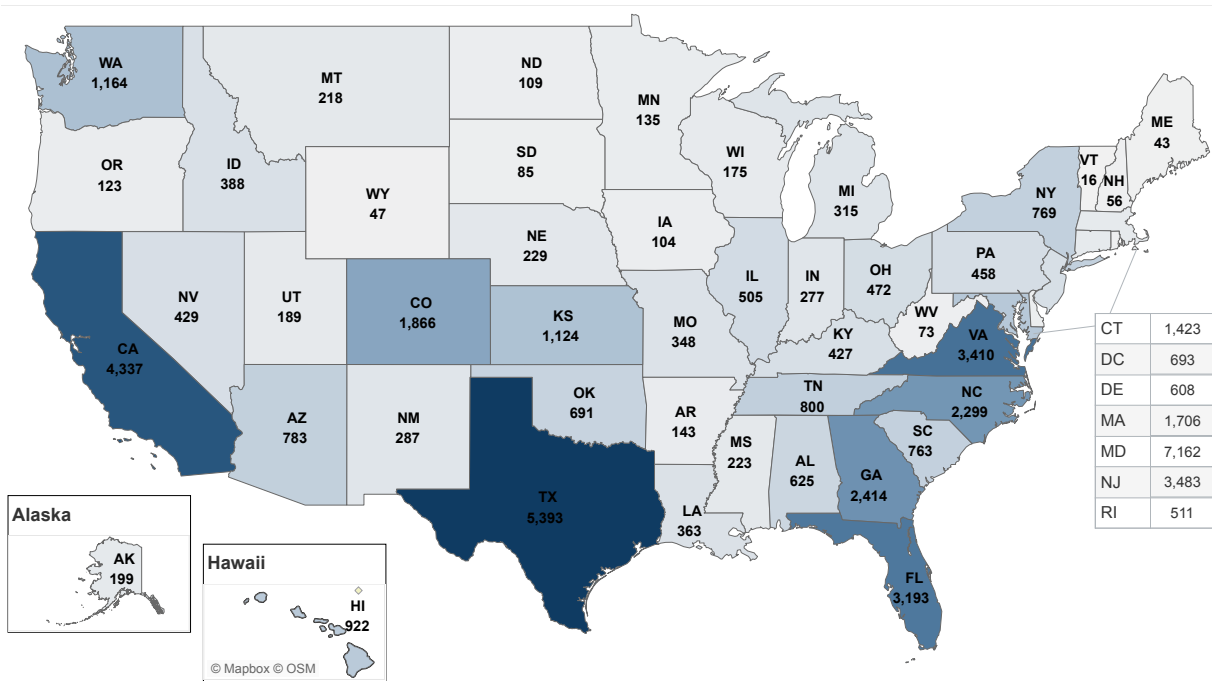 WA
1,164
MT
218
ND
109
MN
135
OR
123
ID
388
WY
47
SD
85
WI
175
MI
315
NY
769
VT
16
NH
56
ME
43
NE
229
IA
104
PA
458
NV
429
UT
189
CO
1,866
KS
1,124
MO
348
IL
505
IN
277
OH
472
WV
73
KY
427
VA
3,410
CA
4,337
AZ
783
NM
287
OK
691
AR
143
TN
800
NC
2,299
SC
763
MS
223
AL
625
GA
2,414
TX
5,393
LA
363
FL
3,193
CT 1,423
DC 693
DE 608
MA 1,706
MD 7,162
NJ 3,483
RI 511
Alaska
AK
199
Hawaii
HI
922
© Mapbox © OSM